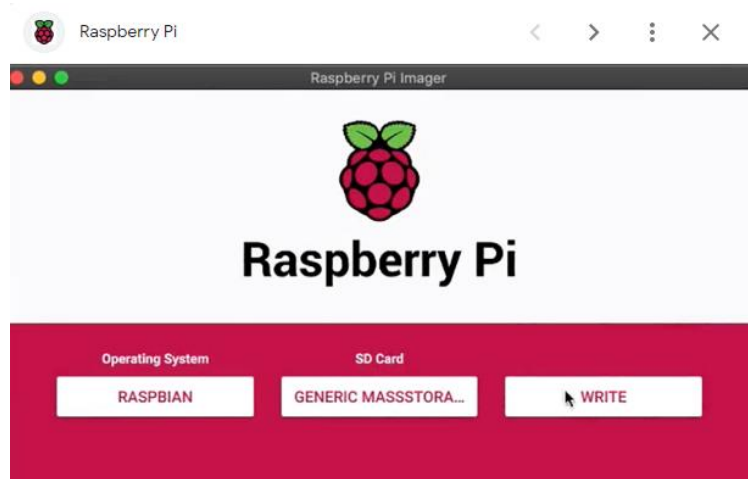 Raspberry Pi
Raspberry Pi Imager
Raspberry Pi
Operating System
SD Card
RASPBIAN
GENERIC MASSSTORA...
WRITE